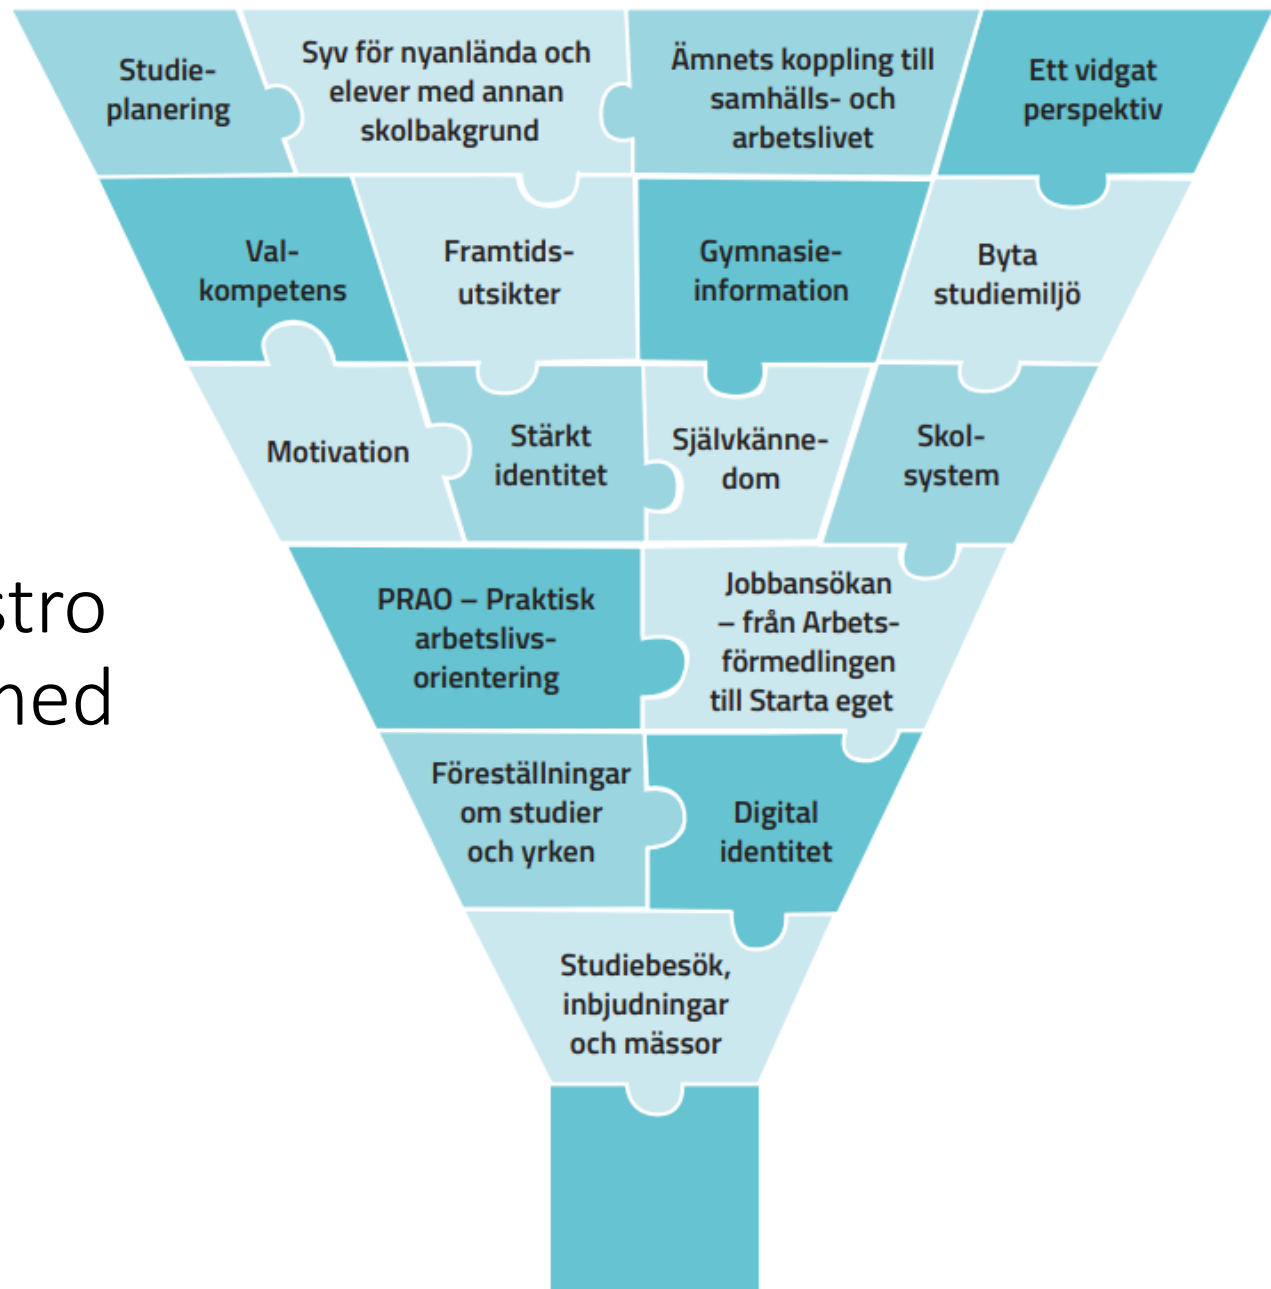 Studie-
planering
Syv för nyanlända och
elever med annan
skolbakgrund
Ämnets koppling till
samhälls- och
arbetslivet
Ett vidgat
perspektiv
Val-
kompetens
Framtids-
utsikter
Gymnasie-
information
Byta
studiemiljö
Motivation
Stärkt
identitet
Självkänne-
dom
Skol-
system
PRAO – Praktisk
arbetslivs-
orientering
Jobbansökan
– från Arbets-
förmedlingen
till Starta eget
Föreställningar
om studier
och yrken
Digital
identitet
Studiebesök,
inbjudningar
och mässor